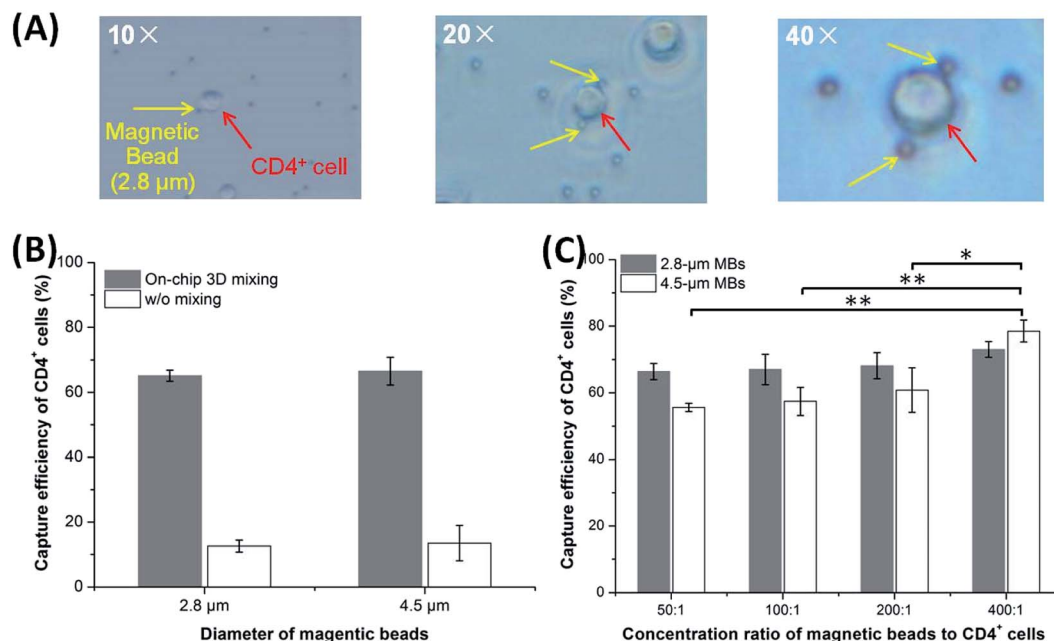 (A)
10×
Magnetic
Bead
(2.8 μm)
CD4⁺ cell
20×
40×
(B)
Capture efficiency of CD4⁺ cells (%)
100
80
60
40
20
0
On-chip 3D mixing
w/o mixing
2.8 μm
4.5 μm
Diameter of magentic beads
(C)
Capture efficiency of CD4⁺ cells (%)
100
80
60
40
20
0
2.8-μm MBs
4.5-μm MBs
*
**
**
50:1
100:1
200:1
400:1
Concentration ratio of magnetic beads to CD4⁺ cells